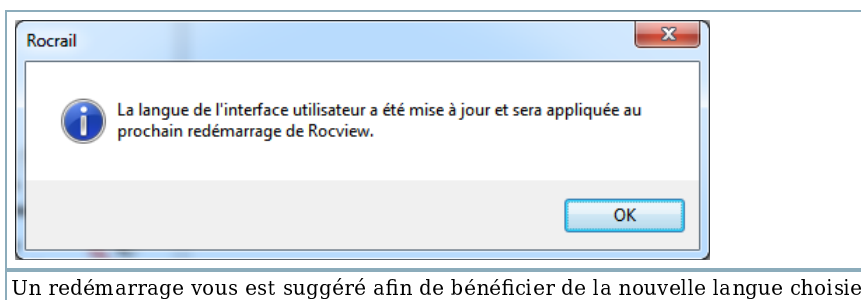 Rocrail
La langue de l'interface utilisateur a été mise à jour et sera appliquée au
prochain redémarrage de Rocview.
OK
Un redémarrage vous est suggéré afin de bénéficier de la nouvelle langue choisie